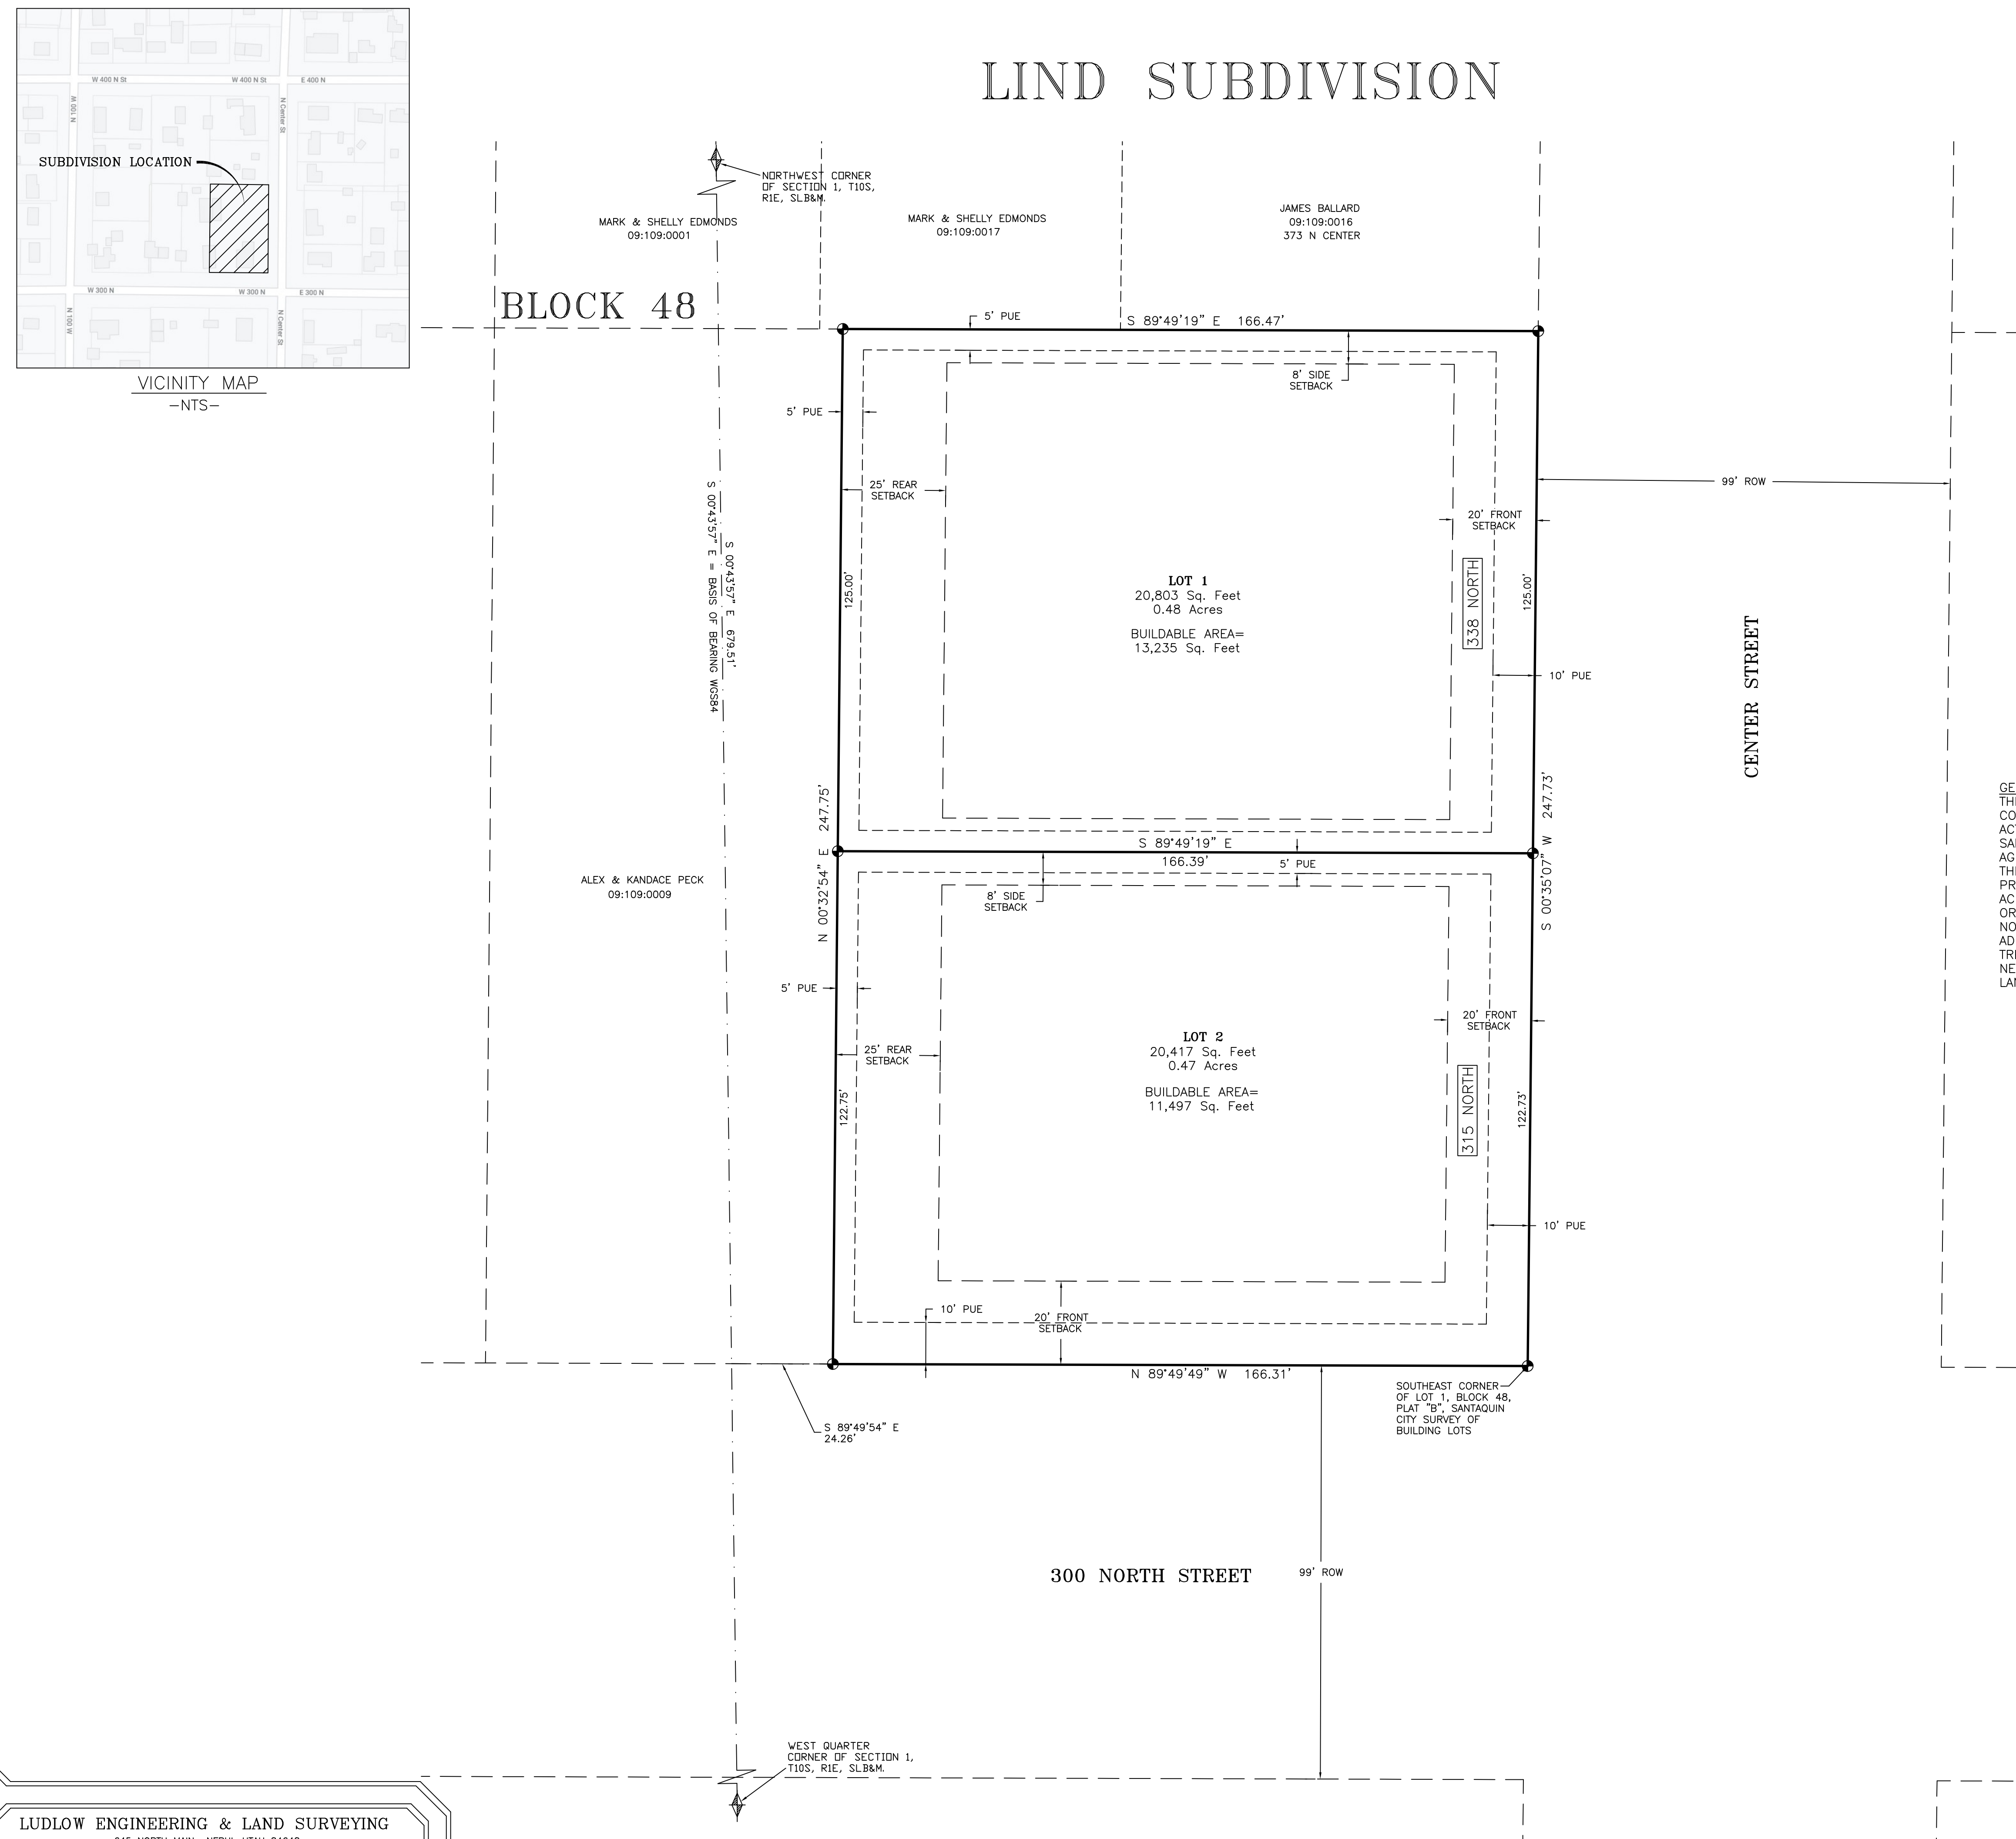 LIND SUBDIVISION
W 400 N St
W 400 N St
E 400 N
W 100 N
N Center St
SUBDIVISION LOCATION
W 300 N
W 300 N
E 300 N
N 100 W
N Center St
VICINITY MAP
-NTS-
NORTHWEST CORNER
OF SECTION 1, T10S,
R1E, SLB&M.
MARK & SHELLY EDMONDS
09:109:0001
MARK & SHELLY EDMONDS
09:109:0017
JAMES BALLARD
09:109:0016
373 N CENTER
BLOCK 48
5' PUE
S 89°49'19" E 166.47'
8' SIDE
SETBACK
5' PUE
25' REAR
SETBACK
99' ROW
20' FRONT
SETBACK
S 00°43'57" E = BASIS OF BEARING WGS84
S 00°43'57" E 679.51'
125.00'
LOT 1
20,803 Sq. Feet
0.48 Acres
BUILDABLE AREA=
13,235 Sq. Feet
338 NORTH
125.00'
10' PUE
CENTER STREET
N 00°32'54" E 247.75'
S 00°35'07" W 247.73'
S 89°49'19" E
166.39'
5' PUE
8' SIDE
SETBACK
ALEX & KANDACE PECK
09:109:0009
5' PUE
25' REAR
SETBACK
20' FRONT
SETBACK
122.75'
LOT 2
20,417 Sq. Feet
0.47 Acres
BUILDABLE AREA=
11,497 Sq. Feet
315 NORTH
122.73'
10' PUE
10' PUE
20' FRONT
SETBACK
N 89°49'49" W 166.31'
SOUTHEAST CORNER
OF LOT 1, BLOCK 48,
PLAT "B", SANTAQUIN
CITY SURVEY OF
BUILDING LOTS
S 89°49'54" E
24.26'
300 NORTH STREET
99' ROW
WEST QUARTER
CORNER OF SECTION 1,
T10S, R1E, SLB&M.
LUDLOW ENGINEERING & LAND SURVEYING